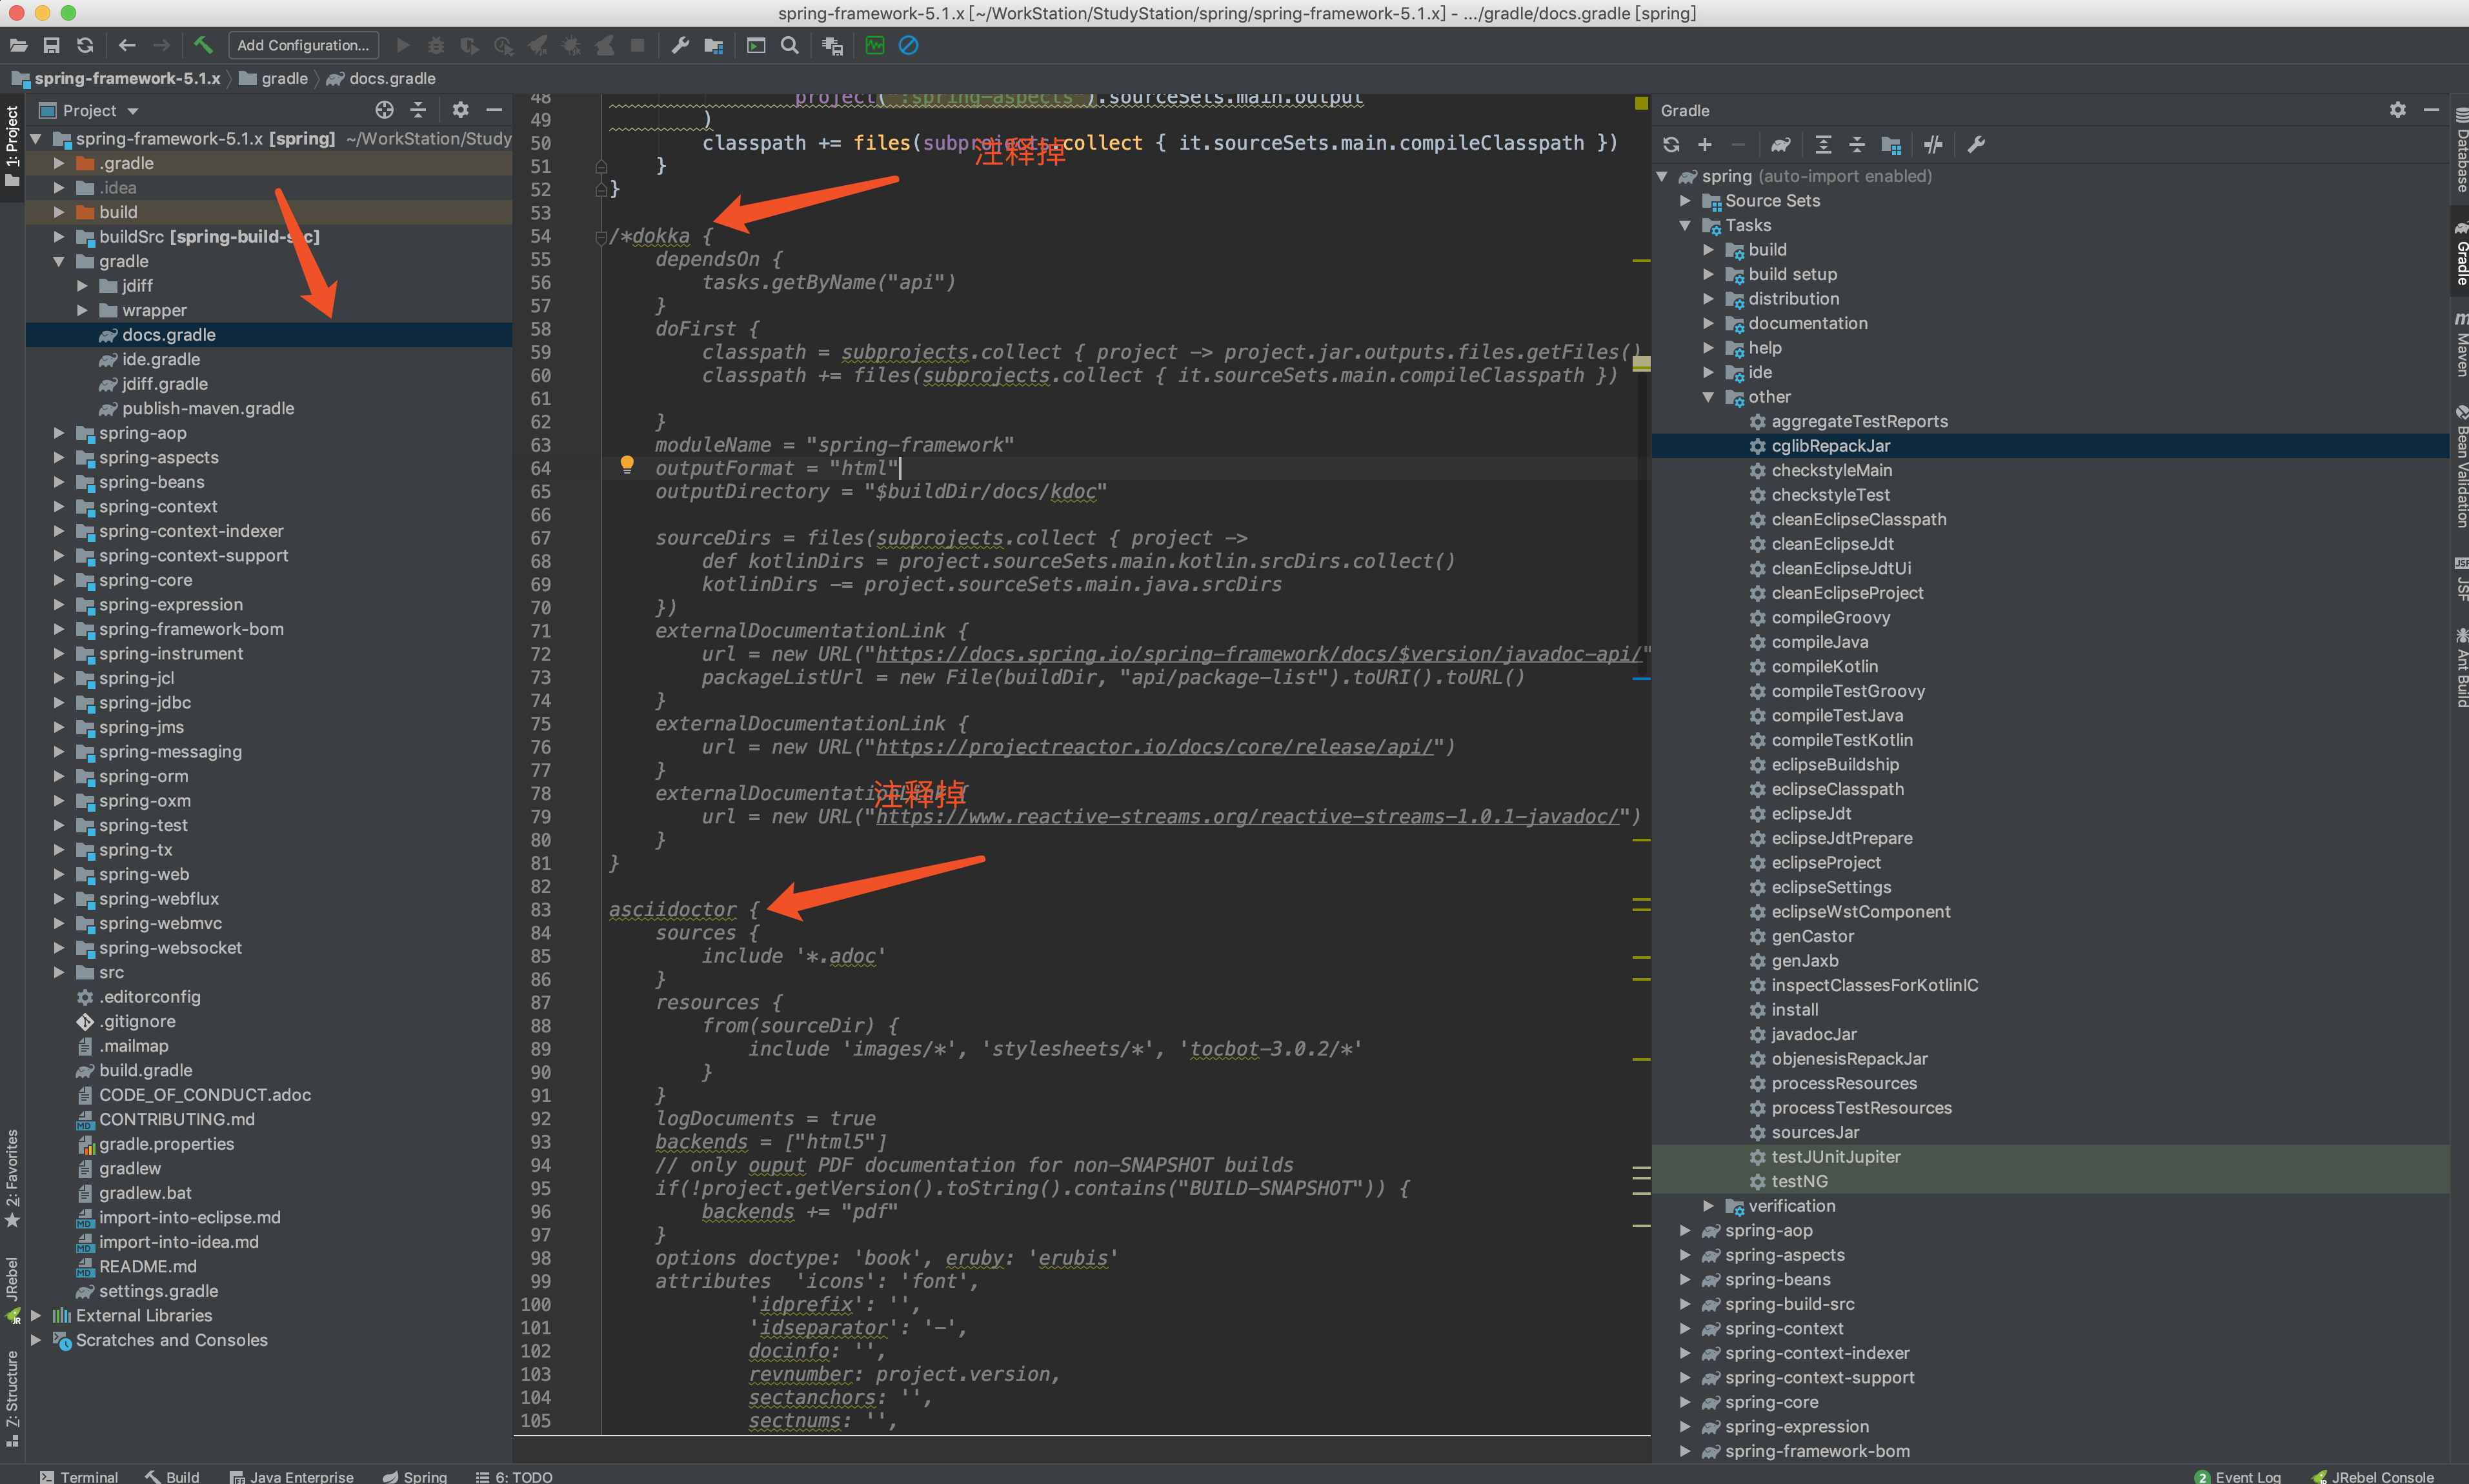 spring-framework-5.1.x [~/WorkStation/StudyStation/spring/spring-framework-5.1.x] - .../gradle/docs.gradle [spring]
Add Configuration...
spring-framework-5.1.x
gradle
docs.gradle
1: Project
2: Favorites
JRebel
7: Structure
Project
spring-framework-5.1.x [spring] ~/WorkStation/Study
.gradle
.idea
build
buildSrc [spring-build-src]
gradle
jdiff
wrapper
docs.gradle
ide.gradle
jdiff.gradle
publish-maven.gradle
spring-aop
spring-aspects
spring-beans
spring-context
spring-context-indexer
spring-context-support
spring-core
spring-expression
spring-framework-bom
spring-instrument
spring-jcl
spring-jdbc
spring-jms
spring-messaging
spring-orm
spring-oxm
spring-test
spring-tx
spring-web
spring-webflux
spring-webmvc
spring-websocket
src
.editorconfig
.gitignore
.mailmap
build.gradle
CODE_OF_CONDUCT.adoc
CONTRIBUTING.md
gradle.properties
gradlew
gradlew.bat
import-into-eclipse.md
import-into-idea.md
README.md
settings.gradle
External Libraries
Scratches and Consoles
48 project(":spring-aspects").sourceSets.main.output
49 )
50 classpath += files(subprojects.collect { it.sourceSets.main.compileClasspath })
注释掉
51 }
52 }
53
54 /*dokka {
55 dependsOn {
56 tasks.getByName("api")
57 }
58 doFirst {
59 classpath = subprojects.collect { project -> project.jar.outputs.files.getFiles()
60 classpath += files(subprojects.collect { it.sourceSets.main.compileClasspath })
61
62 }
63 moduleName = "spring-framework"
64 outputFormat = "html"
65 outputDirectory = "$buildDir/docs/kdoc"
66
67 sourceDirs = files(subprojects.collect { project ->
68 def kotlinDirs = project.sourceSets.main.kotlin.srcDirs.collect()
69 kotlinDirs -= project.sourceSets.main.java.srcDirs
70 })
71 externalDocumentationLink {
72 url = new URL("https://docs.spring.io/spring-framework/docs/$version/javadoc-api/"
73 packageListUrl = new File(buildDir, "api/package-list").toURI().toURL()
74 }
75 externalDocumentationLink {
76 url = new URL("https://projectreactor.io/docs/core/release/api/")
77 }
78 externalDocumentationLink {
注释掉
79 url = new URL("https://www.reactive-streams.org/reactive-streams-1.0.1-javadoc/")
80 }
81 }
82
83 asciidoctor {
84 sources {
85 include '*.adoc'
86 }
87 resources {
88 from(sourceDir) {
89 include 'images/*', 'stylesheets/*', 'tocbot-3.0.2/*'
90 }
91 }
92 logDocuments = true
93 backends = ["html5"]
94 // only ouput PDF documentation for non-SNAPSHOT builds
95 if(!project.getVersion().toString().contains("BUILD-SNAPSHOT")) {
96 backends += "pdf"
97 }
98 options doctype: 'book', eruby: 'erubis'
99 attributes 'icons': 'font',
100 'idprefix': '',
101 'idseparator': '-',
102 docinfo: '',
103 revnumber: project.version,
104 sectanchors: '',
105 sectnums: '',
Gradle
spring (auto-import enabled)
Source Sets
Tasks
build
build setup
distribution
documentation
help
ide
other
aggregateTestReports
cglibRepackJar
checkstyleMain
checkstyleTest
cleanEclipseClasspath
cleanEclipseJdt
cleanEclipseJdtUi
cleanEclipseProject
compileGroovy
compileJava
compileKotlin
compileTestGroovy
compileTestJava
compileTestKotlin
eclipseBuildship
eclipseClasspath
eclipseJdt
eclipseJdtPrepare
eclipseProject
eclipseSettings
eclipseWstComponent
genCastor
genJaxb
inspectClassesForKotlinIC
install
javadocJar
objenesisRepackJar
processResources
processTestResources
sourcesJar
testJUnitJupiter
testNG
verification
spring-aop
spring-aspects
spring-beans
spring-build-src
spring-context
spring-context-indexer
spring-context-support
spring-core
spring-expression
spring-framework-bom
Database
Gradle
Maven
Bean Validation
JSF
Ant Build
Terminal
Build
Java Enterprise
Spring
6: TODO
2 Event Log
JRebel Console